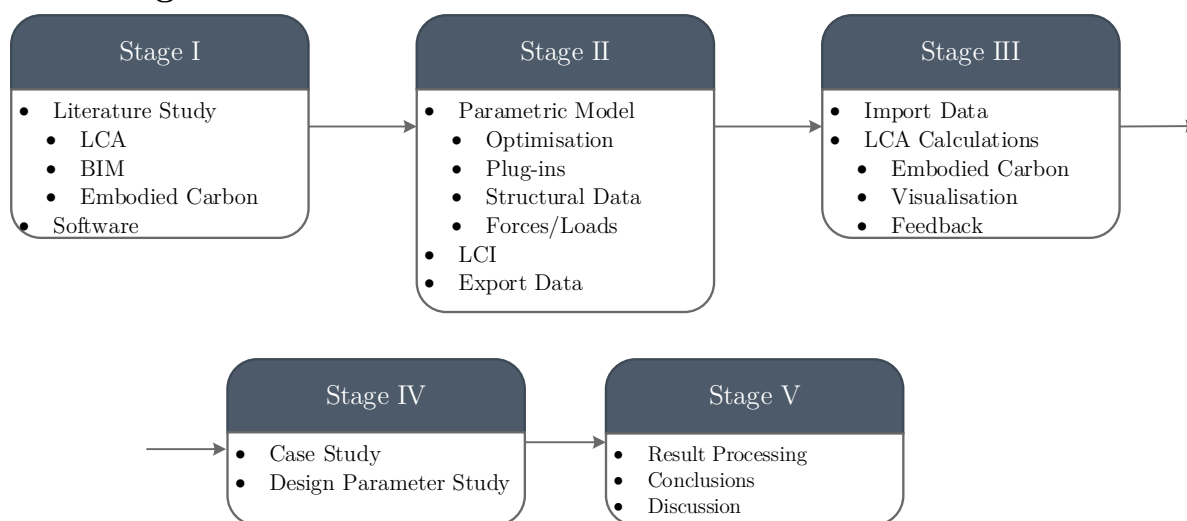 Stage I
• Literature Study
• LCA
• BIM
• Embodied Carbon
• Software
Stage II
• Parametric Model
• Optimisation
• Plug-ins
• Structural Data
• Forces/Loads
• LCI
• Export Data
Stage III
• Import Data
• LCA Calculations
• Embodied Carbon
• Visualisation
• Feedback
Stage IV
• Case Study
• Design Parameter Study
Stage V
• Result Processing
• Conclusions
• Discussion